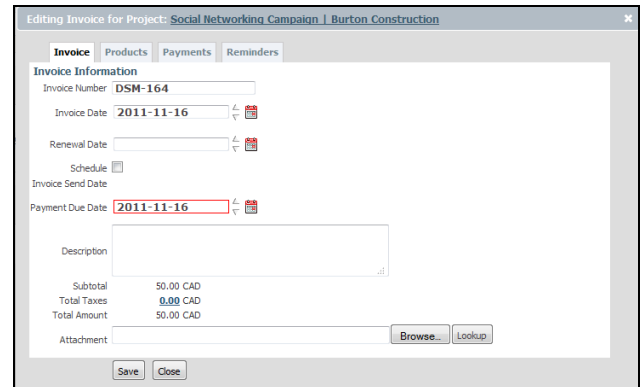 Editing Invoice for Project: Social Networking Campaign | Burton Construction ×
Invoice Products Payments Reminders
Invoice Information
Invoice Number DSM-164
Invoice Date 2011-11-16
Renewal Date
Schedule
Invoice Send Date
Payment Due Date 2011-11-16
Description
Subtotal 50.00 CAD
Total Taxes 0.00 CAD
Total Amount 50.00 CAD
Attachment Browse... Lookup
Save Close